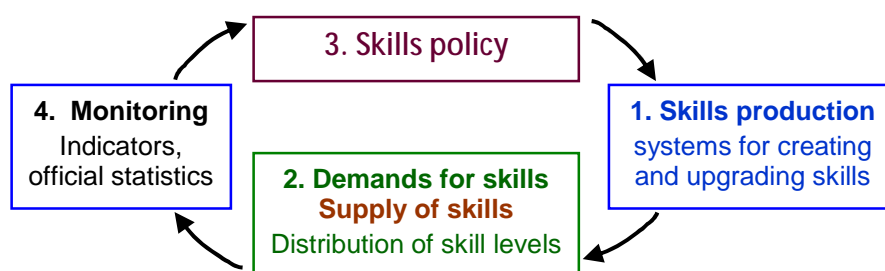 3. Skills policy
4. Monitoring
Indicators,
official statistics
1. Skills production
systems for creating
and upgrading skills
2. Demands for skills
Supply of skills
Distribution of skill levels